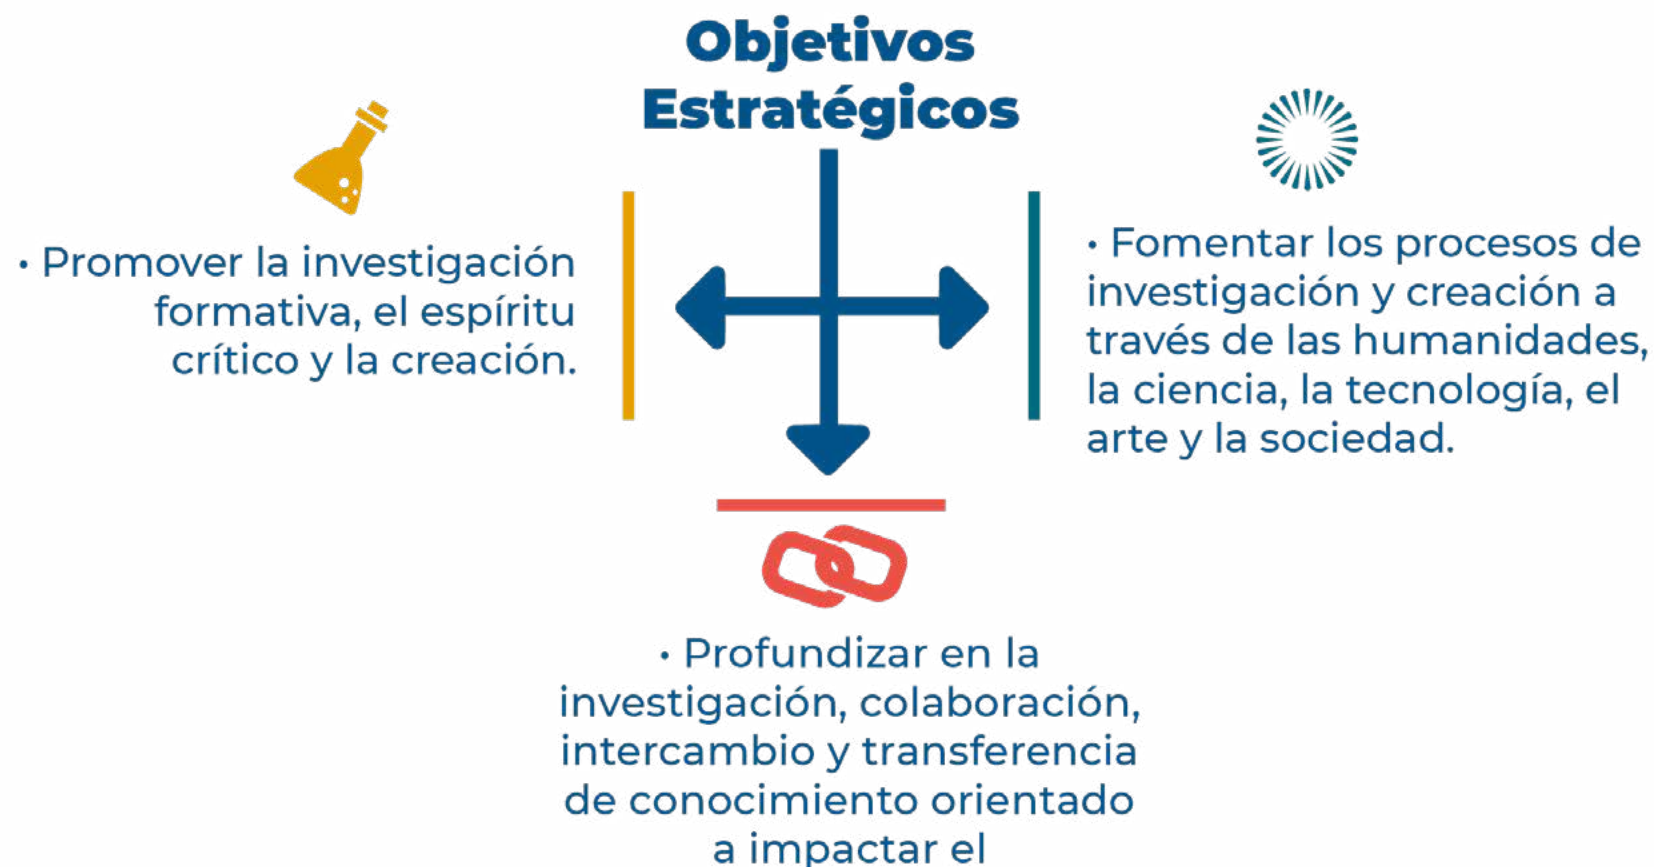 Objetivos
Estratégicos
• Promover la investigación
formativa, el espíritu
crítico y la creación.
• Fomentar los procesos de
investigación y creación a
través de las humanidades,
la ciencia, la tecnología, el
arte y la sociedad.
• Profundizar en la
investigación, colaboración,
intercambio y transferencia
de conocimiento orientado
a impactar el